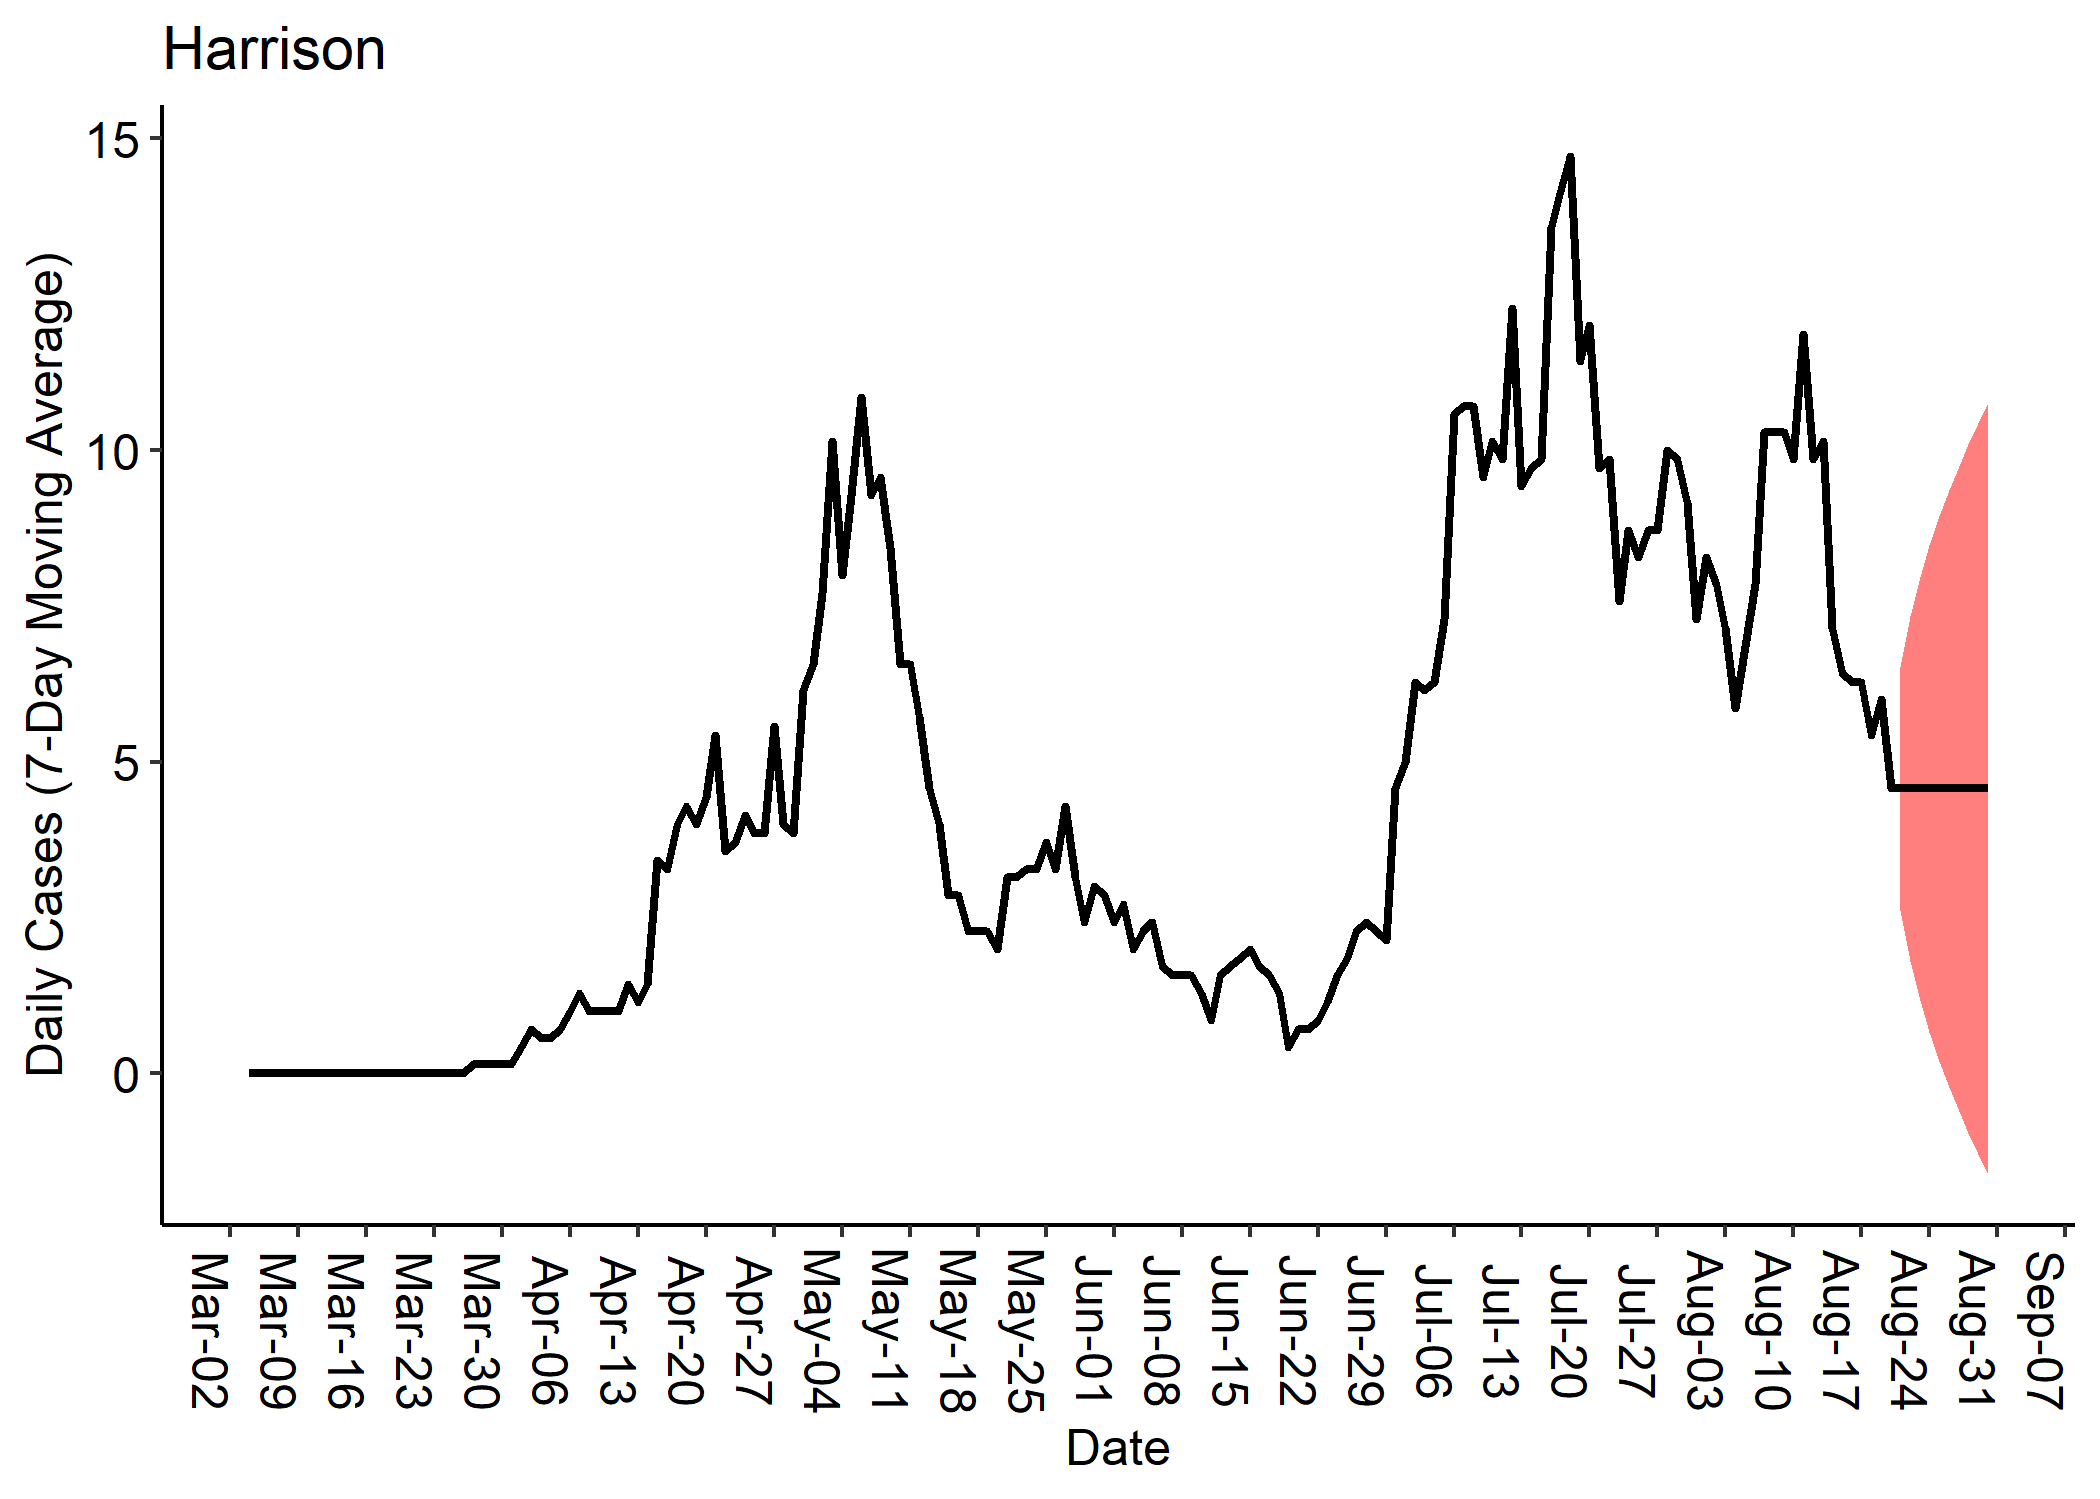 Harrison
Daily Cases (7-Day Moving Average)
15
10
5
0
Mar-02
Mar-09
Mar-16
Mar-23
Mar-30
Apr-06
Apr-13
Apr-20
Apr-27
May-04
May-11
May-18
May-25
Jun-01
Jun-08
Jun-15
Jun-22
Jun-29
Jul-06
Jul-13
Jul-20
Jul-27
Aug-03
Aug-10
Aug-17
Aug-24
Aug-31
Sep-07
Date